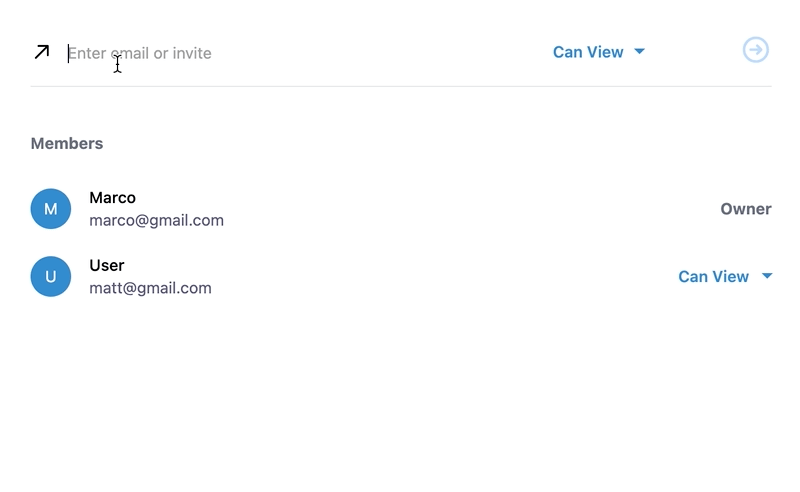 Enter email or invite
Can View
Members
M
Marco
marco@gmail.com
Owner
U
User
matt@gmail.com
Can View